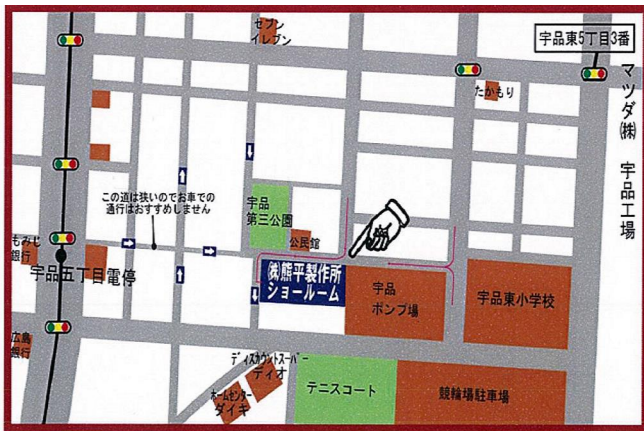 セブン
イレブン
宇品東5丁目3番
マツダ㈱ 宇品工場
たかもり
この道は狭いのでお車での
通行はおすすめしません
宇品
第三公園
公民館
もみじ
銀行
宇品五丁目電停
㈱熊平製作所
ショールーム
宇品
ポンプ場
宇品東小学校
広島
銀行
ディスカウントスーパー
ディオ
ホームセンター
ダイキ
テニスコート
競輪場駐車場